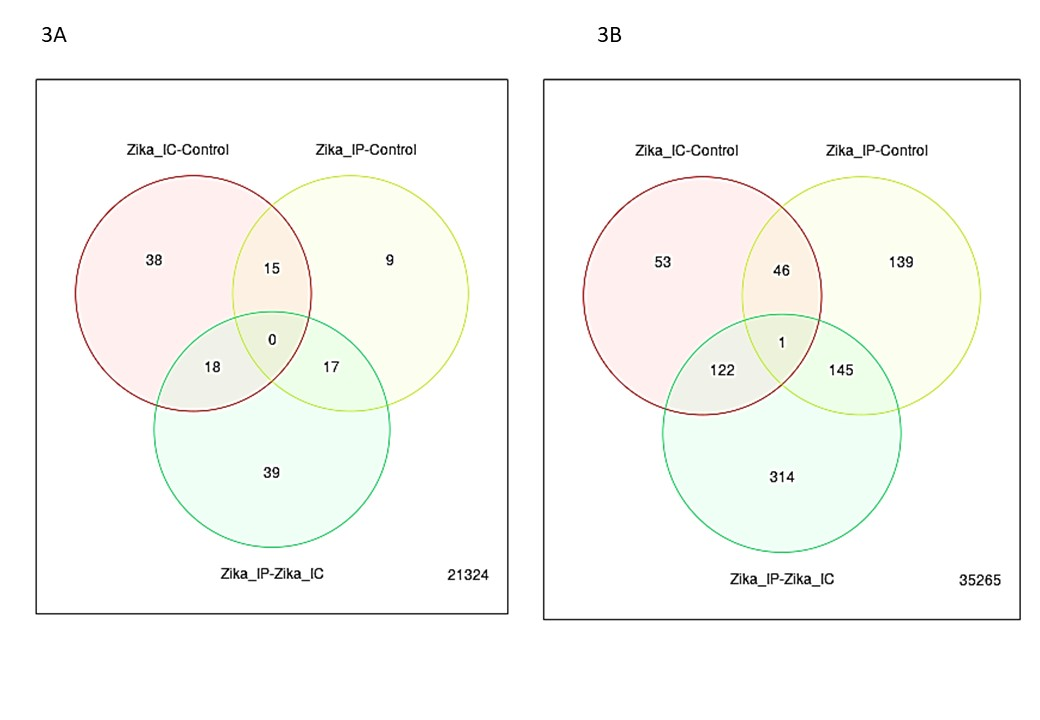 3A
3B
Zika_IC-Control
Zika_IP-Control
38
15
9
0
18
17
39
Zika_IP-Zika_IC
21324
Zika_IC-Control
Zika_IP-Control
53
46
139
1
122
145
314
Zika_IP-Zika_IC
35265